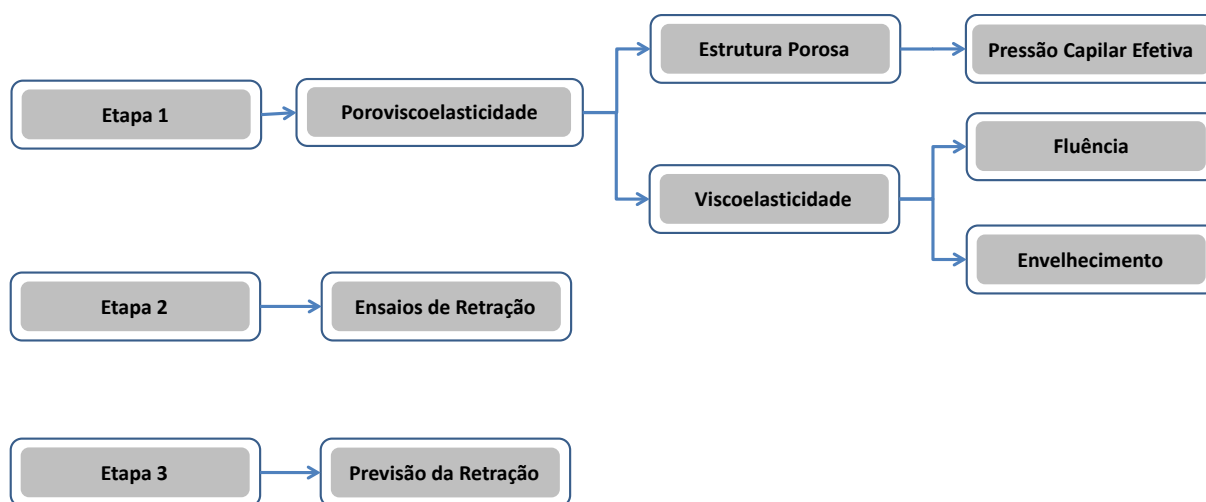 Etapa 1
Poroviscoelasticidade
Estrutura Porosa
Pressão Capilar Efetiva
Viscoelasticidade
Fluência
Envelhecimento
Etapa 2
Ensaios de Retração
Etapa 3
Previsão da Retração